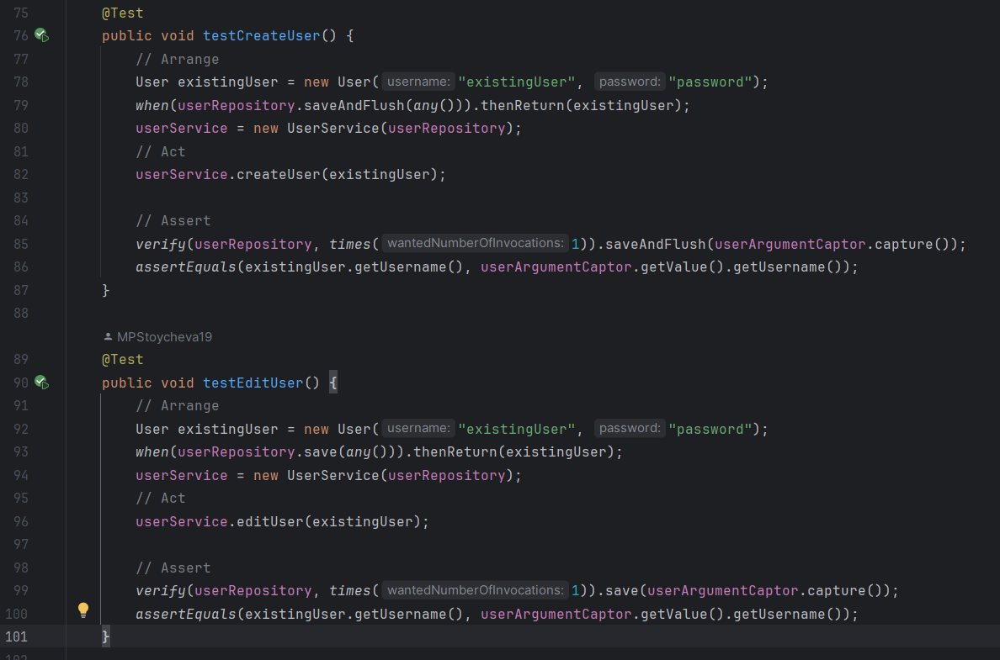 75 @Test
76 public void testCreateUser() {
77 // Arrange
78 User existingUser = new User( username: "existingUser", password: "password");
79 when(userRepository.saveAndFlush(any())).thenReturn(existingUser);
80 userService = new UserService(userRepository);
81 // Act
82 userService.createUser(existingUser);
83
84 // Assert
85 verify(userRepository, times( wantedNumberOfInvocations: 1)).saveAndFlush(userArgumentCaptor.capture());
86 assertEquals(existingUser.getUsername(), userArgumentCaptor.getValue().getUsername());
87 }
88
MPStoycheva19
89 @Test
90 public void testEditUser() {
91 // Arrange
92 User existingUser = new User( username: "existingUser", password: "password");
93 when(userRepository.save(any())).thenReturn(existingUser);
94 userService = new UserService(userRepository);
95 // Act
96 userService.editUser(existingUser);
97
98 // Assert
99 verify(userRepository, times( wantedNumberOfInvocations: 1)).save(userArgumentCaptor.capture());
100 assertEquals(existingUser.getUsername(), userArgumentCaptor.getValue().getUsername());
101 }
102